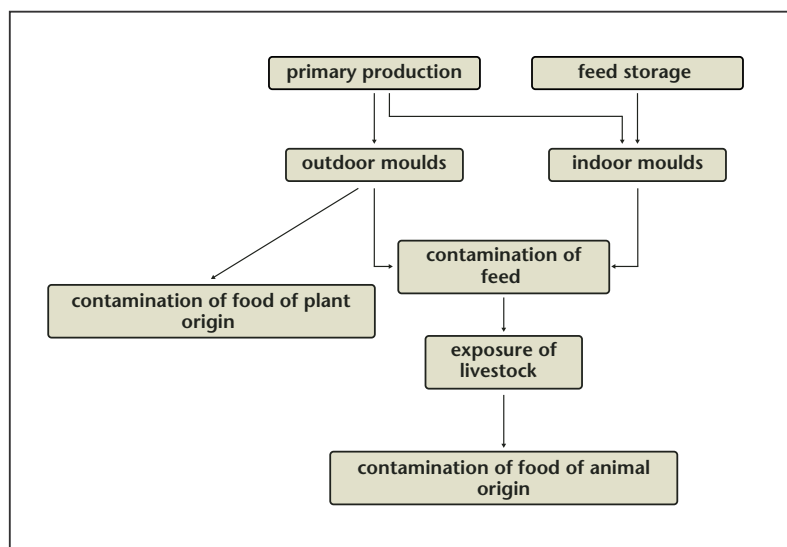 primary production
feed storage
outdoor moulds
indoor moulds
contamination of
feed
contamination of food of plant
origin
exposure of
livestock
contamination of food of animal
origin